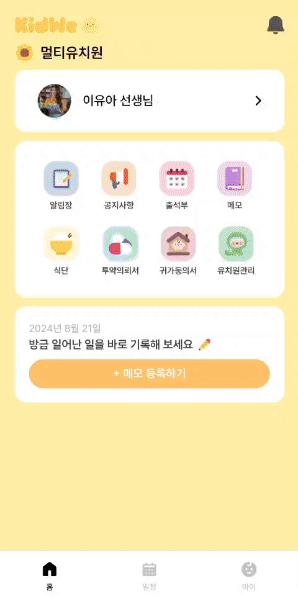 KidWe
멀티유치원
이유아 선생님
알림장 공지사항 출석부 메모
식단 투약의뢰서 귀가동의서 유치원관리
2024년 8월 21일
방금 일어난 일을 바로 기록해 보세요
+ 메모 등록하기
홈 일정 마이